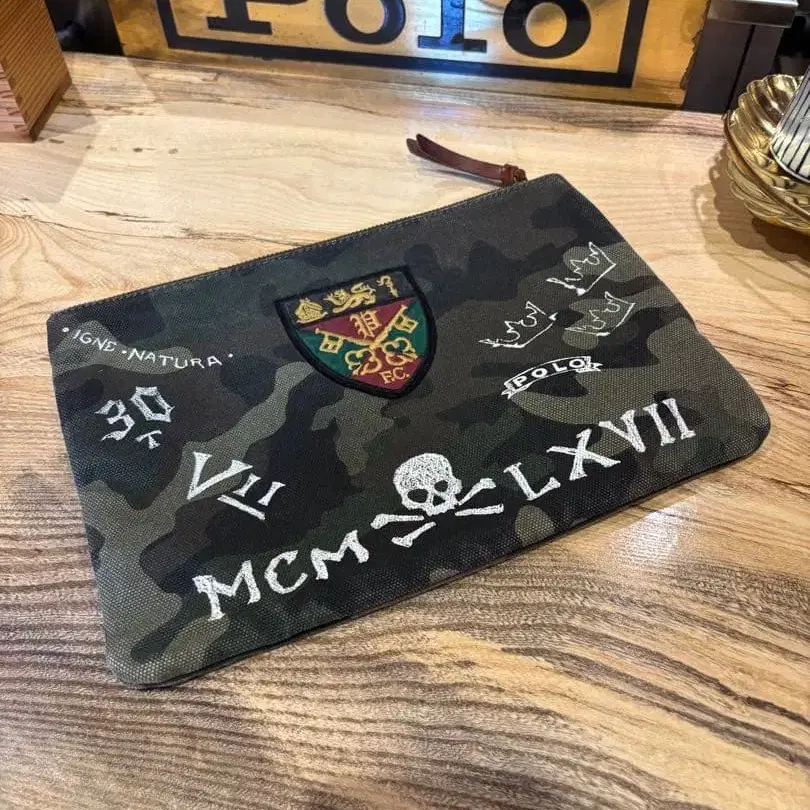 Polo
• IGNE • NATURA •
30
VII
F.C.
POLO
MCM LXVII